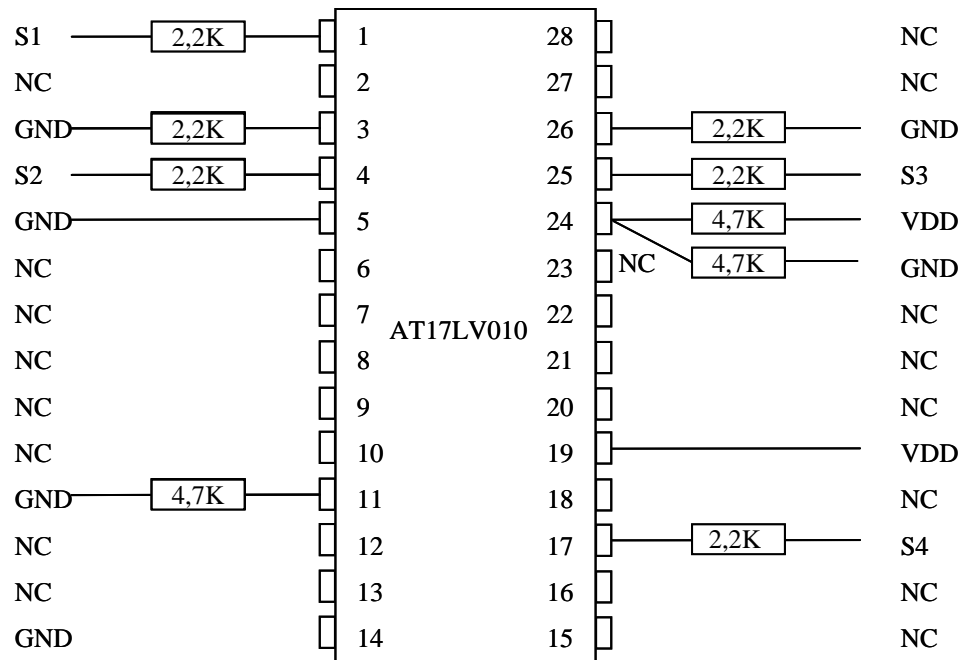 S1 2,2K 1 28 NC
NC 2 27 NC
GND 2,2K 3 26 2,2K GND
S2 2,2K 4 25 2,2K S3
GND 5 24 4,7K VDD
NC 6 23 NC 4,7K GND
NC 7 22 NC
AT17LV010
NC 8 21 NC
NC 9 20 NC
NC 10 19 VDD
GND 4,7K 11 18 NC
NC 12 17 2,2K S4
NC 13 16 NC
GND 14 15 NC